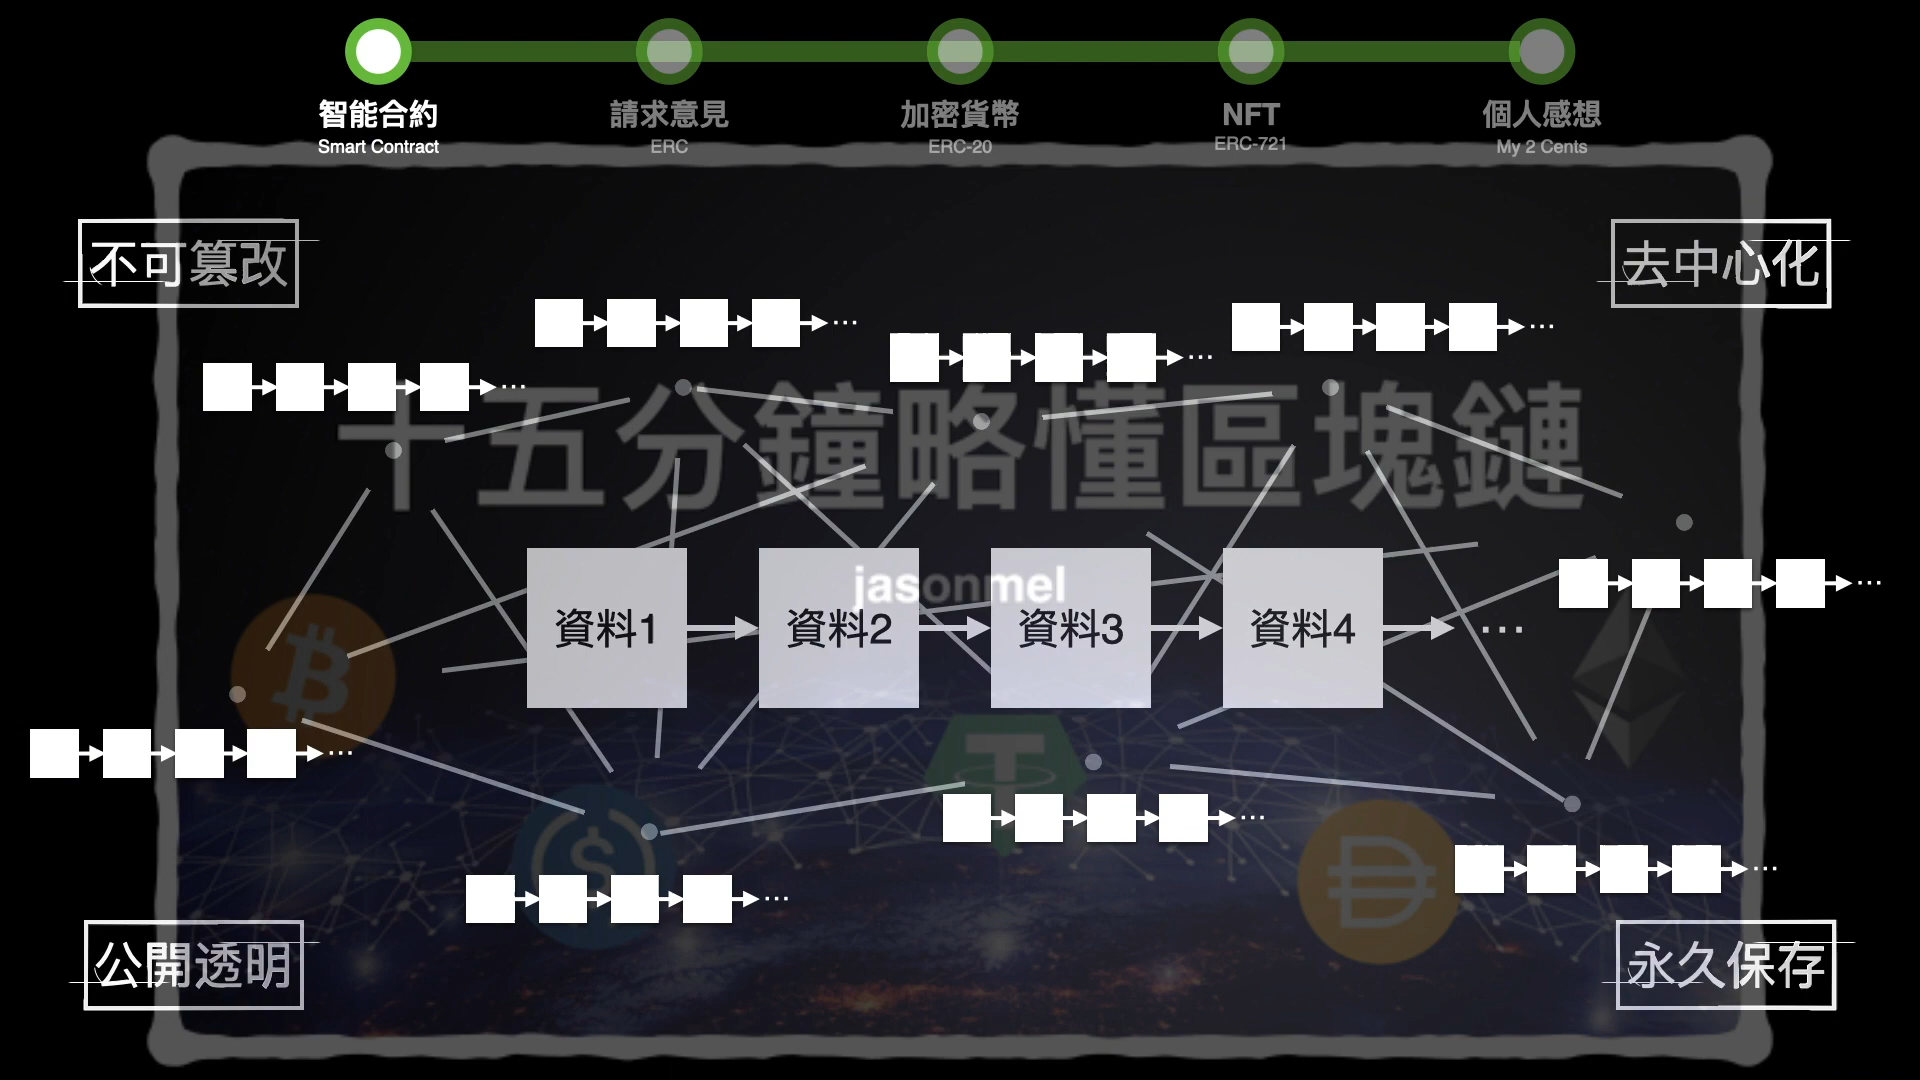 智能合約
Smart Contract
請求意見
ERC
加密貨幣
ERC-20
NFT
ERC-721
個人感想
My 2 Cents
不可篡改
去中心化
十五分鐘略懂區塊鏈
jasonmel
資料1
資料2
資料3
資料4
...
公開透明
永久保存